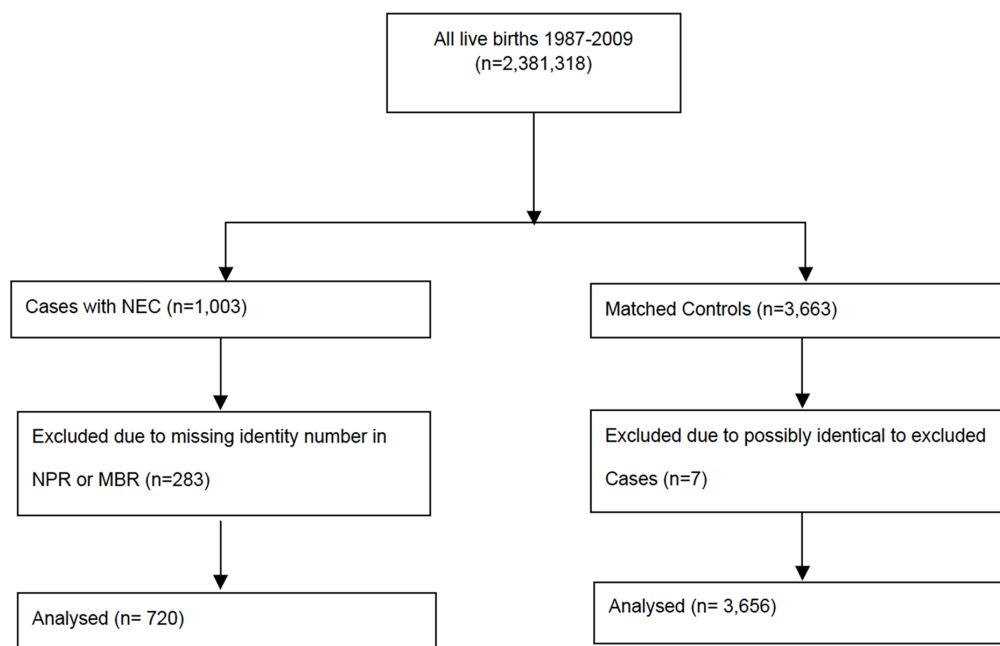 All live births 1987-2009
(n=2,381,318)
Cases with NEC (n=1,003)
Matched Controls (n=3,663)
Excluded due to missing identity number in
NPR or MBR (n=283)
Excluded due to possibly identical to excluded
Cases (n=7)
Analysed (n= 720)
Analysed (n= 3,656)